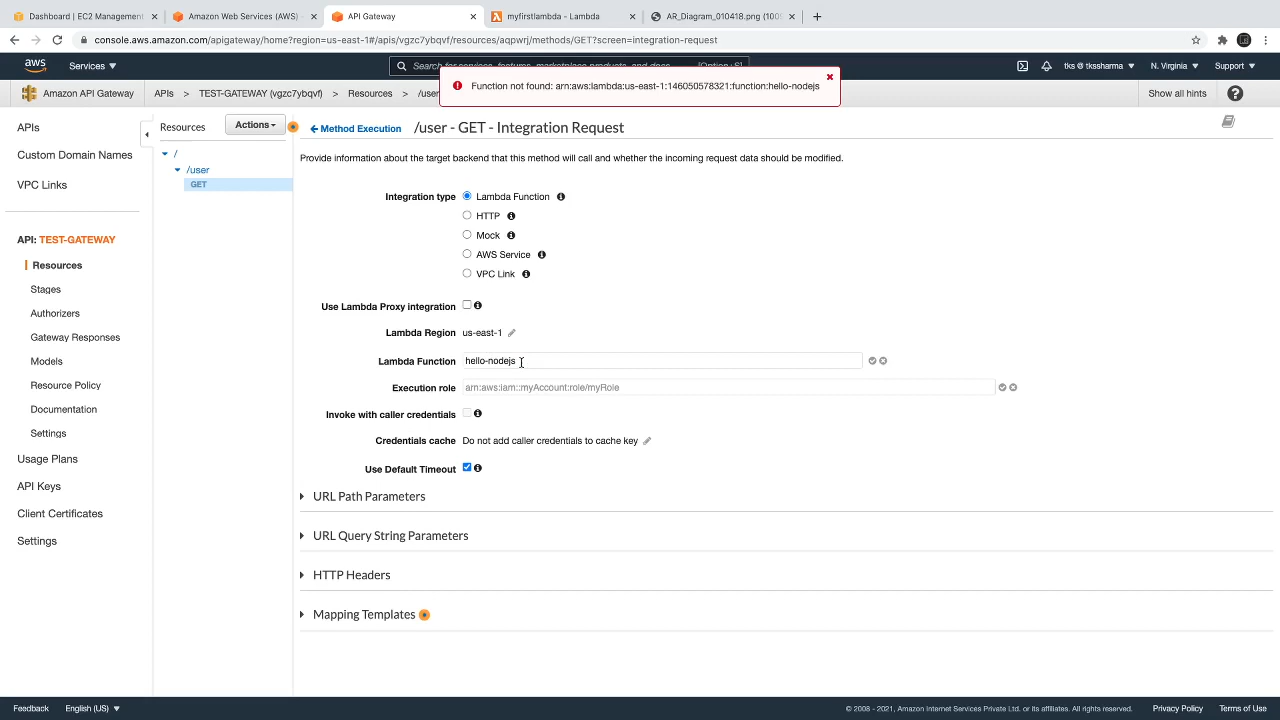 Dashboard | EC2 Management
Amazon Web Services (AWS) -
API Gateway
myfirstlambda - Lambda
AR_Diagram_010418.png (100
console.aws.amazon.com/apigateway/home?region=us-east-1#/apis/vgzc7ybqvf/resources/aqpwrj/methods/GET?screen=integration-request
aws
Services
Search for services, features, marketplace products, and docs
[Option+S]
tks @ tkssharma
N. Virginia
Support
Function not found: arn:aws:lambda:us-east-1:146050578321:function:hello-nodejs
Amazon API Gateway
APIs > TEST-GATEWAY (vgzc7ybqvf) > Resources > /user
Show all hints
APIs
Custom Domain Names
VPC Links
API: TEST-GATEWAY
Resources
Stages
Authorizers
Gateway Responses
Models
Resource Policy
Documentation
Settings
Usage Plans
API Keys
Client Certificates
Settings
Resources
Actions
/
/user
GET
Method Execution
/user - GET - Integration Request
Provide information about the target backend that this method will call and whether the incoming request data should be modified.
Integration type
Lambda Function
HTTP
Mock
AWS Service
VPC Link
Use Lambda Proxy integration
Lambda Region us-east-1
Lambda Function hello-nodejs
Execution role arn:aws:iam::myAccount:role/myRole
Invoke with caller credentials
Credentials cache Do not add caller credentials to cache key
Use Default Timeout
URL Path Parameters
URL Query String Parameters
HTTP Headers
Mapping Templates
Feedback
English (US)
© 2008 - 2021, Amazon Internet Services Private Ltd. or its affiliates. All rights reserved.
Privacy Policy
Terms of Use